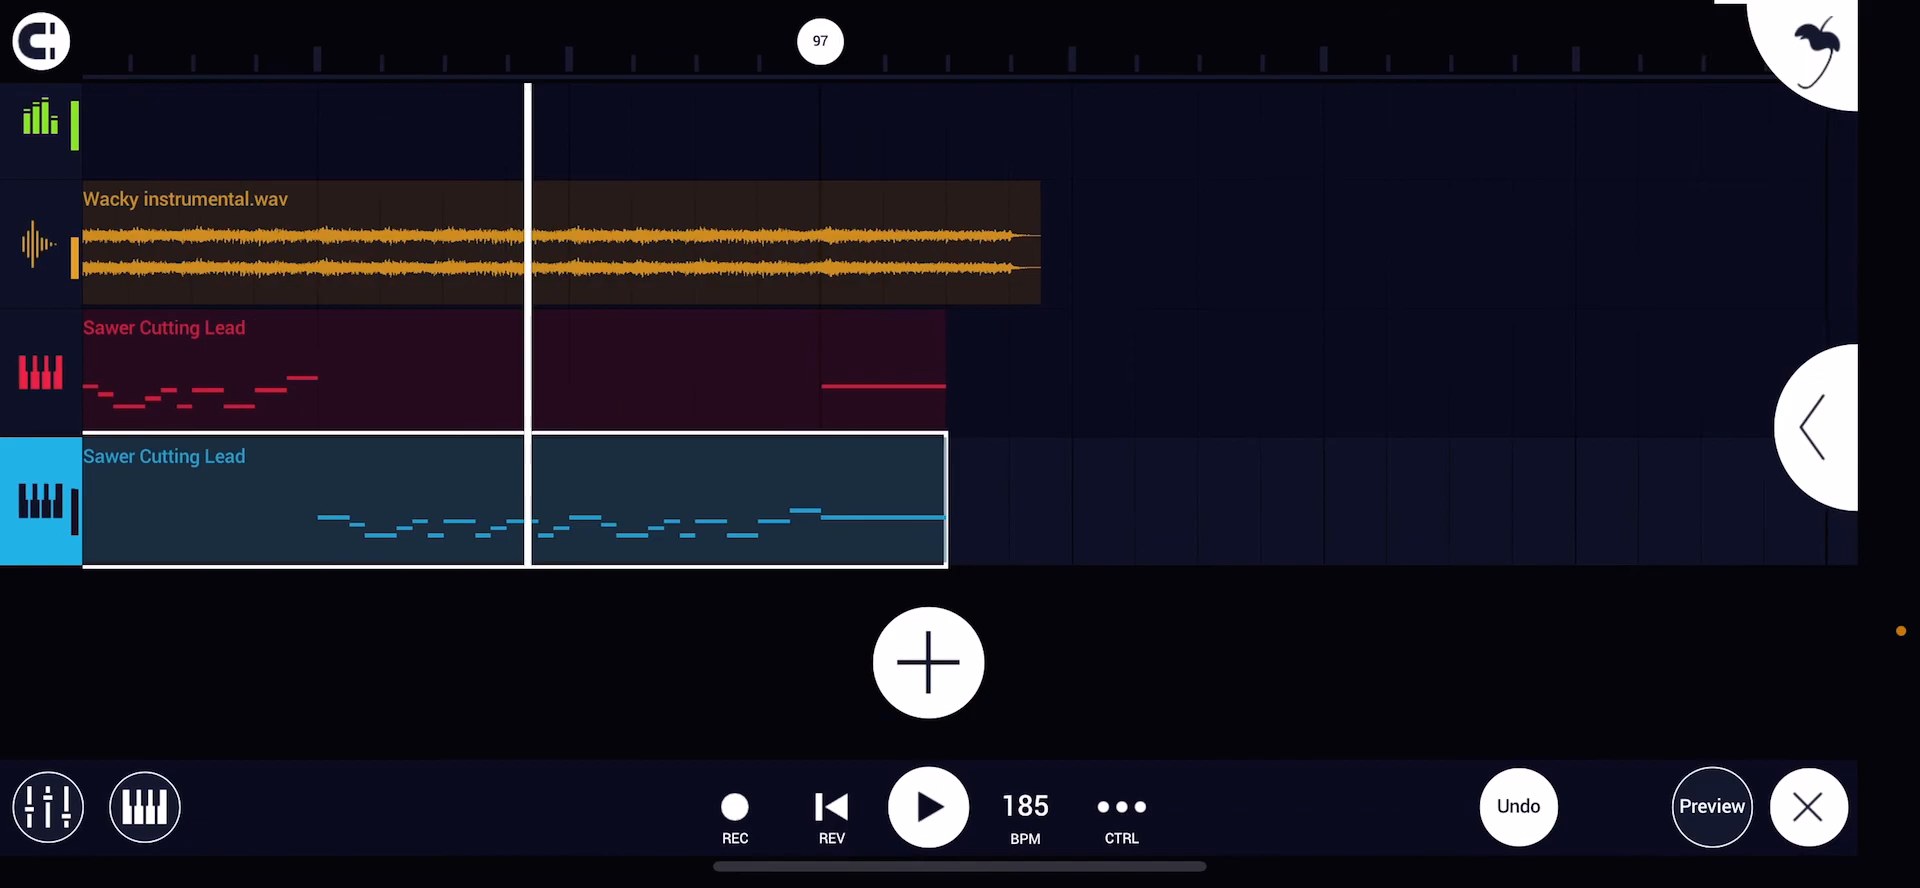 97
Wacky instrumental.wav
Sawer Cutting Lead
Sawer Cutting Lead
185
Undo
Preview
REC
REV
BPM
CTRL